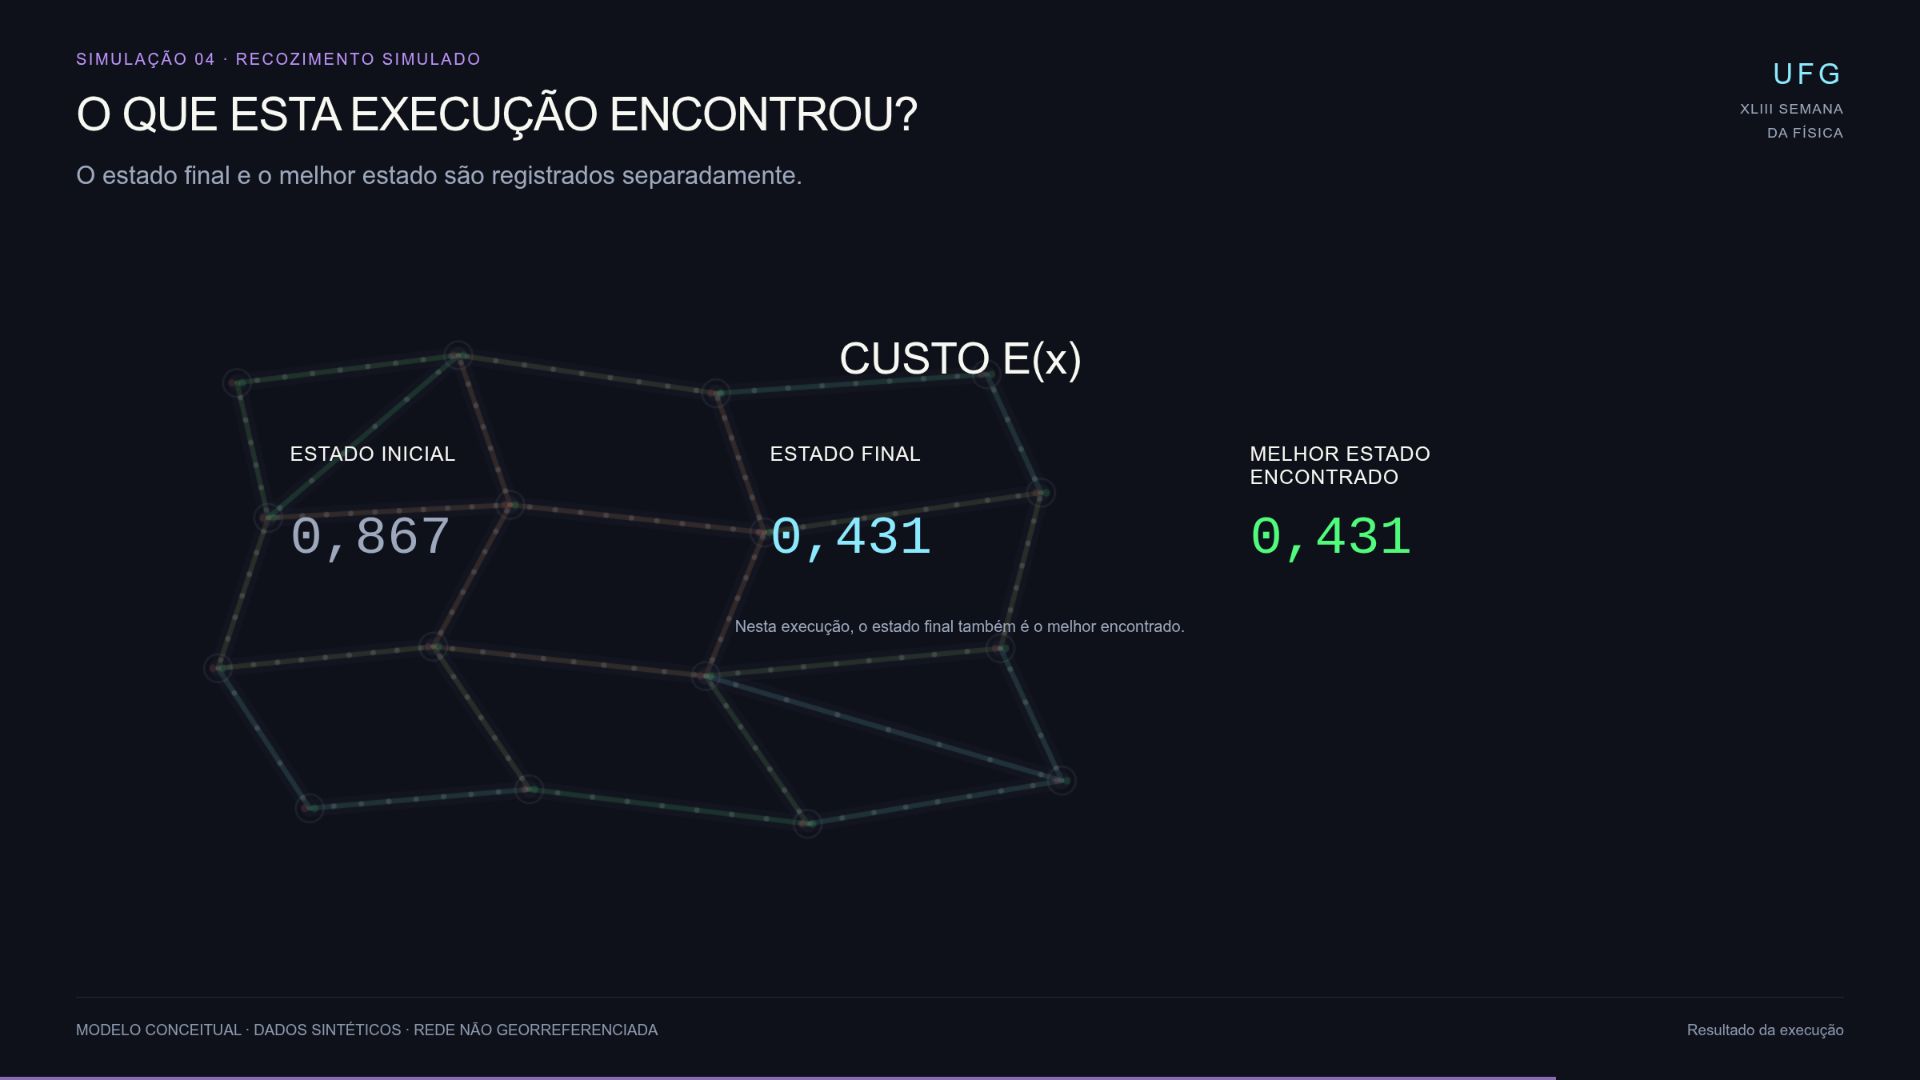 SIMULAÇÃO 04 · RECOZIMENTO SIMULADO
O QUE ESTA EXECUÇÃO ENCONTROU?
O estado final e o melhor estado são registrados separadamente.
UFG
XLIII SEMANA
DA FÍSICA
CUSTO E(x)
ESTADO INICIAL
0,867
ESTADO FINAL
0,431
MELHOR ESTADO
ENCONTRADO
0,431
Nesta execução, o estado final também é o melhor encontrado.
MODELO CONCEITUAL · DADOS SINTÉTICOS · REDE NÃO GEORREFERENCIADA
Resultado da execução